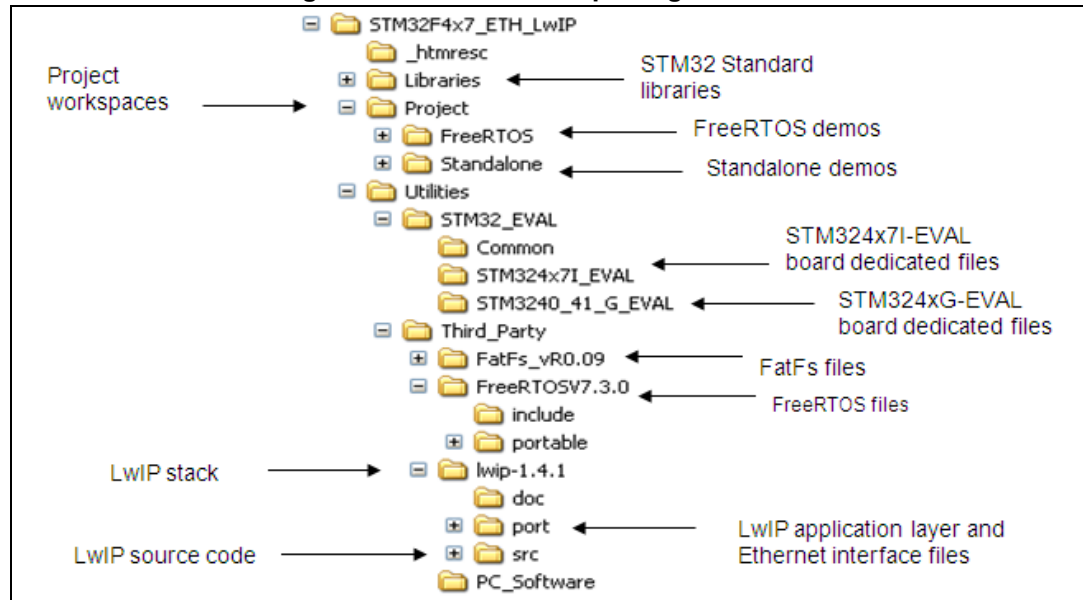 STM32F4x7_ETH_LwIP
_htmresc
Project
workspaces
Libraries
STM32 Standard
libraries
Project
FreeRTOS
FreeRTOS demos
Standalone
Standalone demos
Utilities
STM32_EVAL
Common
STM324x7I-EVAL
board dedicated files
STM324x7I_EVAL
STM3240_41_G_EVAL
STM324xG-EVAL
board dedicated files
Third_Party
FatFs_vR0.09
FatFs files
FreeRTOSV7.3.0
FreeRTOS files
include
portable
LwIP stack
lwip-1.4.1
doc
port
LwIP application layer and
Ethernet interface files
LwIP source code
src
PC_Software